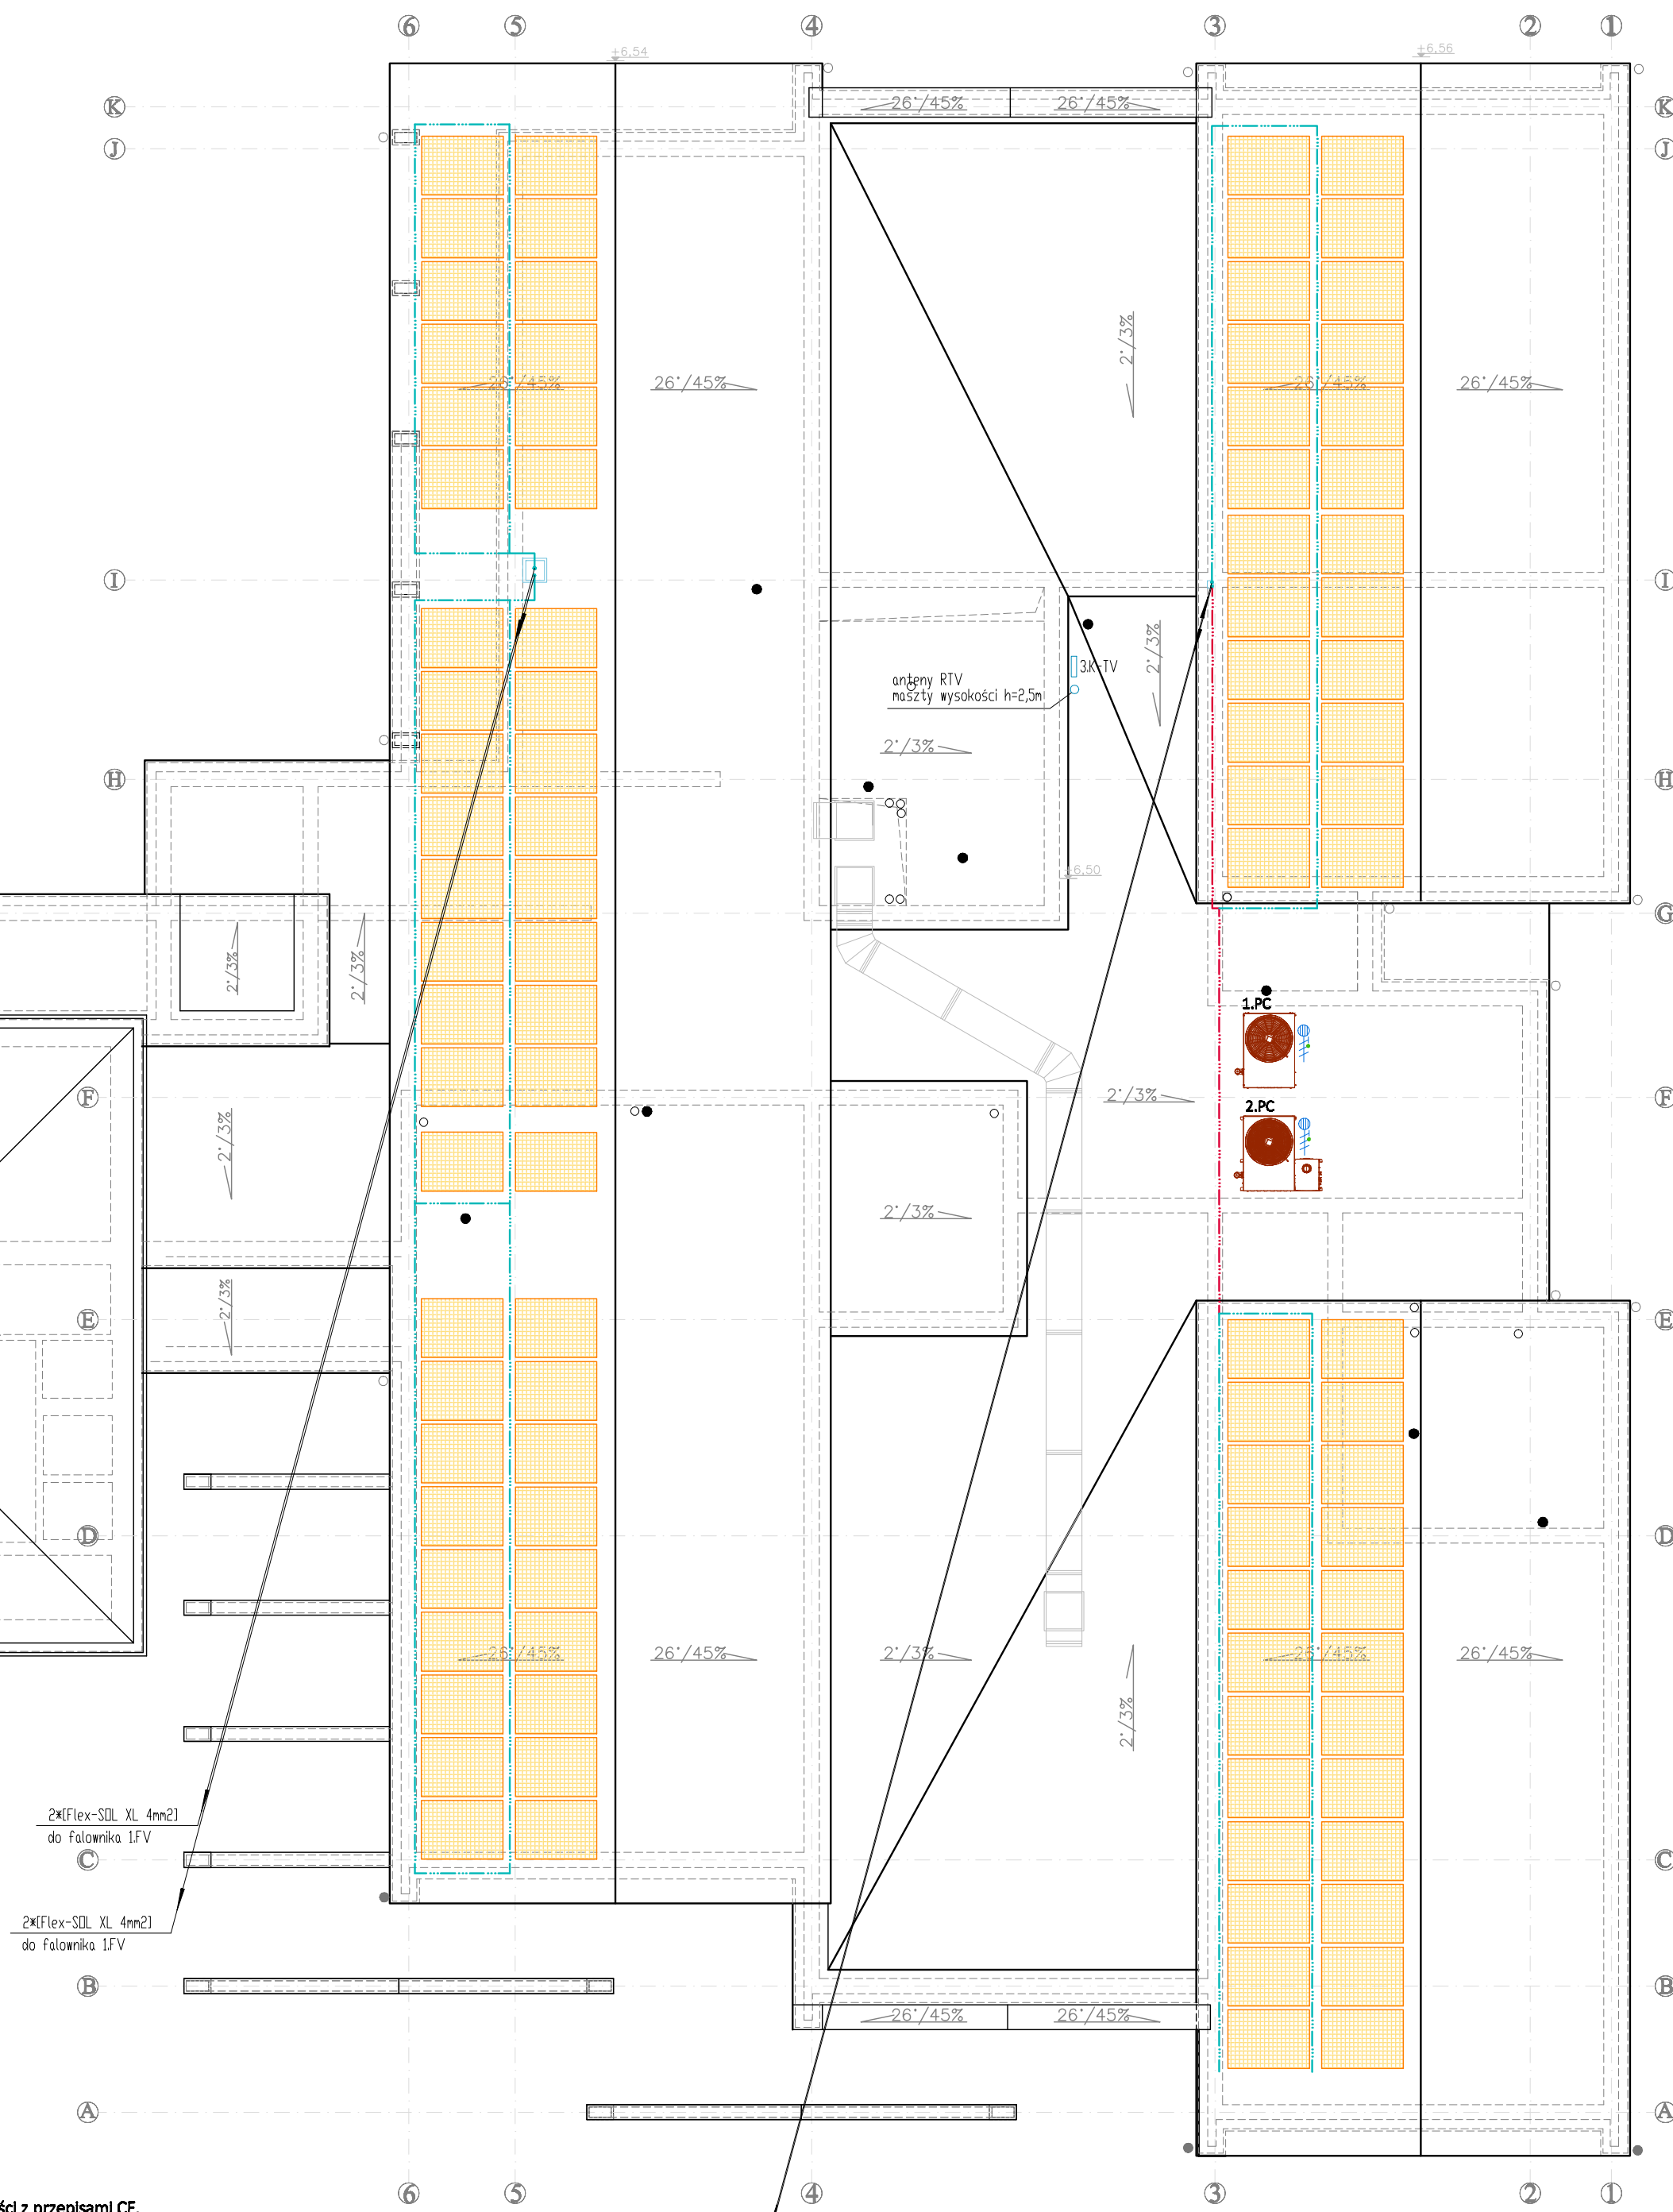 6 5 4 3 2 1
+6,54
+6,56
K 26°/45% 26°/45% K
J J
2°/3%
26°/45% 26°/45% 26°/45% 26°/45%
I I
2°/3%
3.K-TV
anteny RTV
maszty wysokości h=2,5m
2°/3%
H H
+6,50
G
2°/3% 2°/3%
1.PC
F 2°/3% F
2.PC
2°/3%
2°/3%
2°/3%
E E
D D
26°/45% 26°/45% 2°/3% 26°/45% 26°/45%
2°/3%
2*[Flex-SOL XL 4mm2]
do falownika 1.FV
C C
2*[Flex-SOL XL 4mm2]
do falownika 1.FV
B B
26°/45% 26°/45%
A A
6 5 4 3 2 1
ści z przepisami CE.